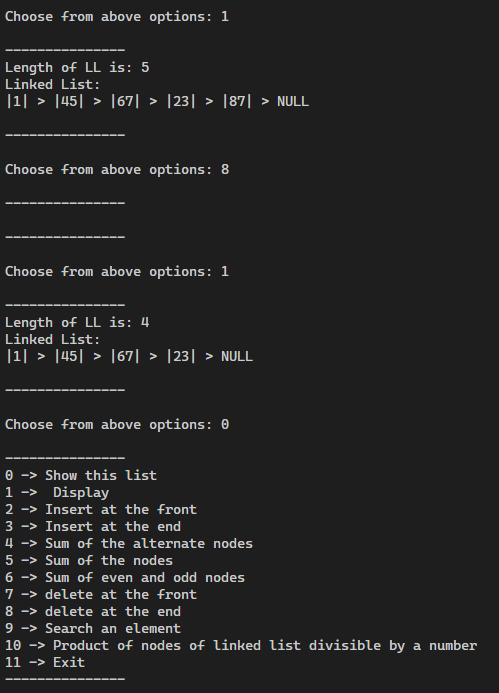 Choose from above options: 1
---------------
Length of LL is: 5
Linked List:
|1| > |45| > |67| > |23| > |87| > NULL
---------------
Choose from above options: 8
---------------
---------------
Choose from above options: 1
---------------
Length of LL is: 4
Linked List:
|1| > |45| > |67| > |23| > NULL
---------------
Choose from above options: 0
---------------
0 -> Show this list
1 ->  Display
2 -> Insert at the front
3 -> Insert at the end
4 -> Sum of the alternate nodes
5 -> Sum of the nodes
6 -> Sum of even and odd nodes
7 -> delete at the front
8 -> delete at the end
9 -> Search an element
10 -> Product of nodes of linked list divisible by a number
11 -> Exit
---------------